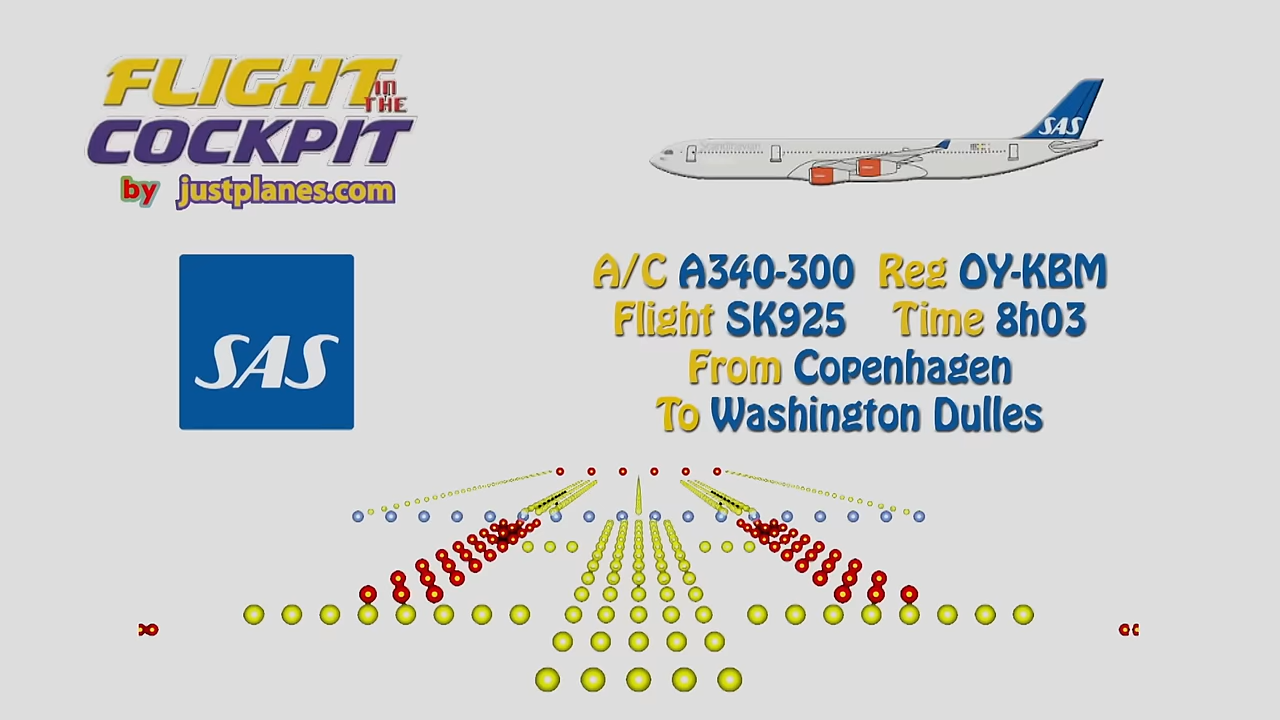 FLIGHT
IN THE
COCKPIT
by justplanes.com
SAS
Scandinavian
SAS
A/C A340-300 Reg OY-KBM
Flight SK925 Time 8h03
From Copenhagen
To Washington Dulles